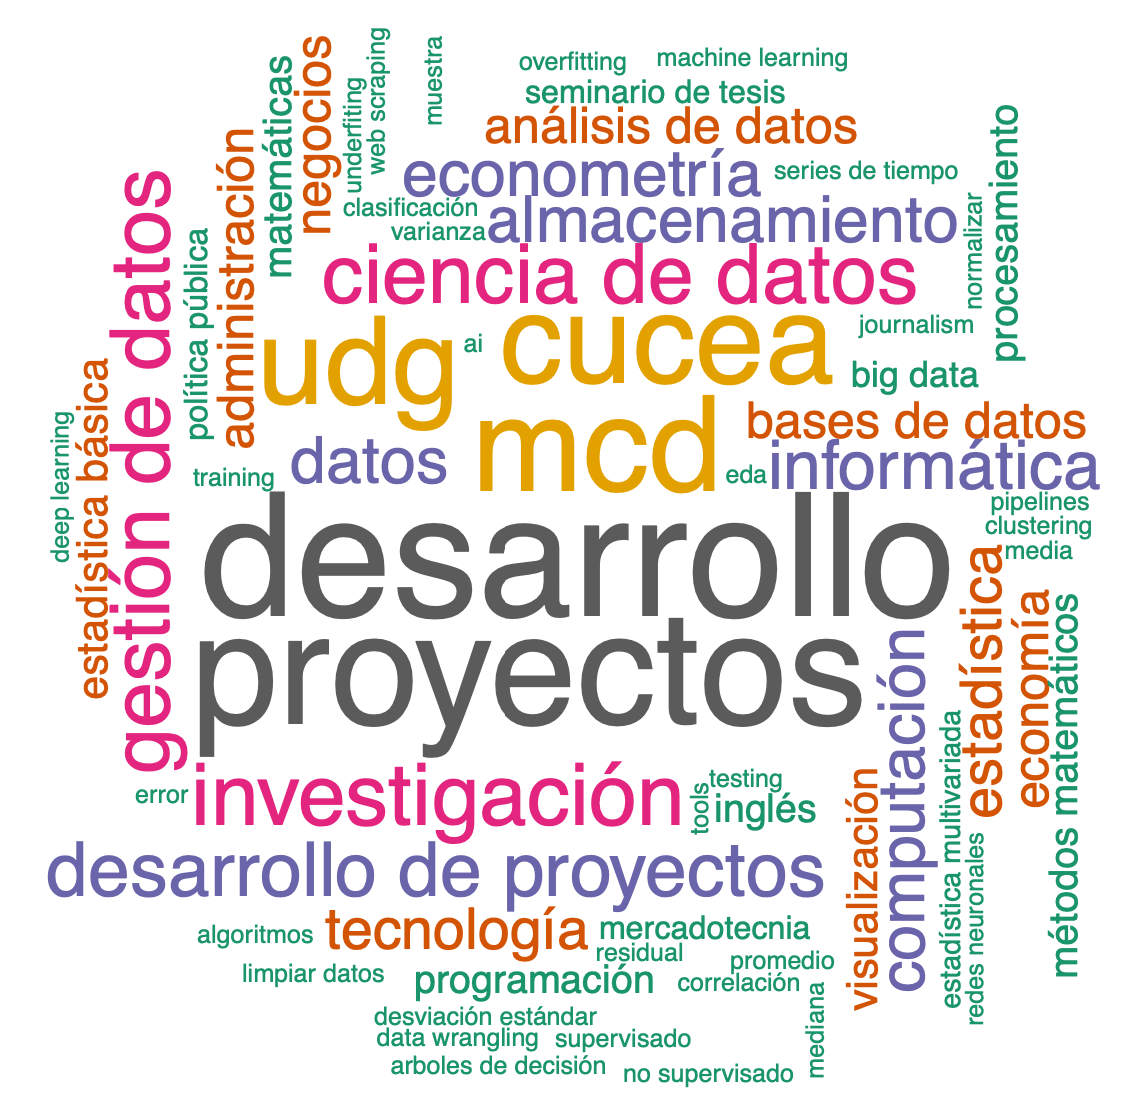 overfitting
machine learning
muestra
web scraping
underfiting
negocios
matemáticas
seminario de tesis
análisis de datos
econometría
series de tiempo
procesamiento
administración
gestión de datos
clasificación
almacenamiento
normalizar
varianza
política pública
ciencia de datos
udg
ai
cucea
journalism
big data
estadística básica
mcd
bases de datos
deep learning
datos
training
eda
informática
desarrollo
pipelines
clustering
media
estadística
economía
métodos matemáticos
proyectos
computación
estadística multivariada
visualización
redes neuronales
investigación
error
tools
testing
inglés
desarrollo de proyectos
tecnología
mercadotecnia
algoritmos
residual
promedio
limpiar datos
programación
correlación
mediana
desviación estándar
data wrangling
supervisado
arboles de decisión
no supervisado